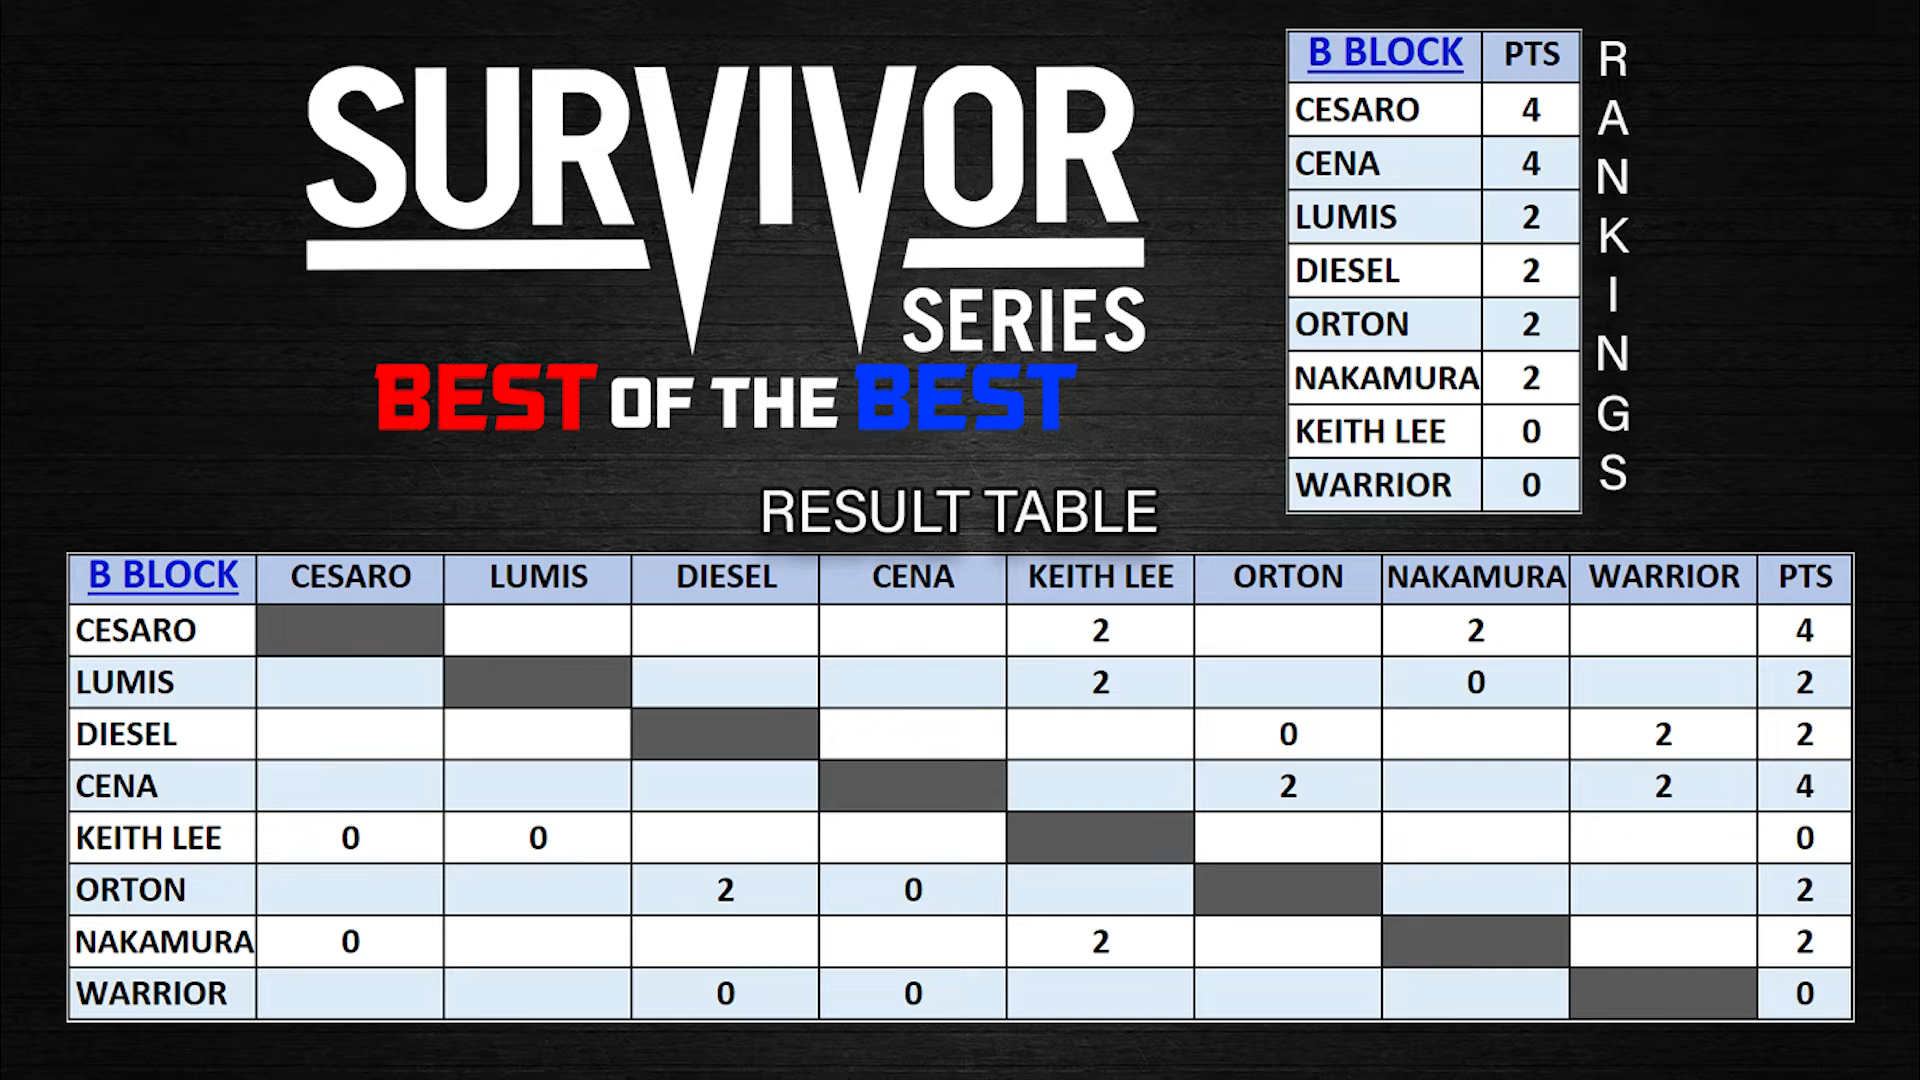 SURVIVOR
SERIES
BEST OF THE BEST
B BLOCK PTS
CESARO 4
CENA 4
LUMIS 2
DIESEL 2
ORTON 2
NAKAMURA 2
KEITH LEE 0
WARRIOR 0
RANKINGS
RESULT TABLE
B BLOCK CESARO LUMIS DIESEL CENA KEITH LEE ORTON NAKAMURA WARRIOR PTS
CESARO 2 2 4
LUMIS 2 0 2
DIESEL 0 2 2
CENA 2 2 4
KEITH LEE 0 0 0
ORTON 2 0 2
NAKAMURA 0 2 2
WARRIOR 0 0 0